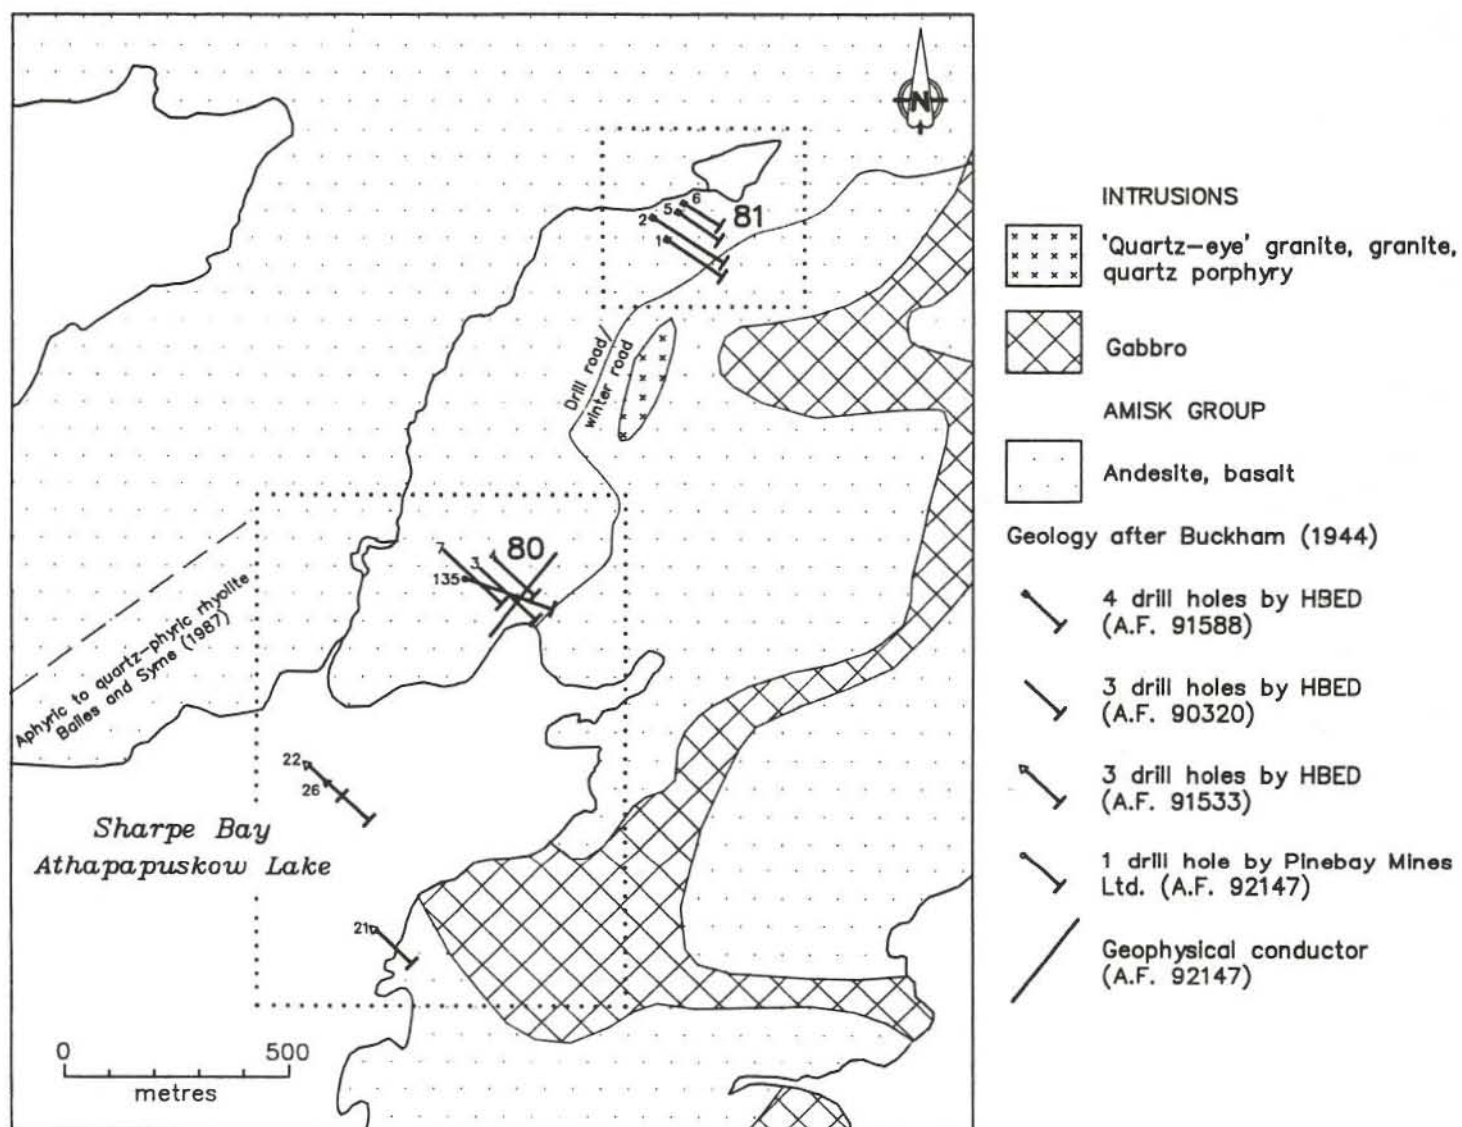 N
6
5
2
1
81
Drill road/
winter road
80
7
3
135
Aphyric to quartz-phyric rhyolite
Bailes and Syme (1987)
22
26
Sharpe Bay
Athapapuskow Lake
21
0 500
metres
INTRUSIONS
'Quartz-eye' granite, granite,
quartz porphyry
Gabbro
AMISK GROUP
Andesite, basalt
Geology after Buckham (1944)
4 drill holes by HBED
(A.F. 91588)
3 drill holes by HBED
(A.F. 90320)
3 drill holes by HBED
(A.F. 91533)
1 drill hole by Pinebay Mines
Ltd. (A.F. 92147)
Geophysical conductor
(A.F. 92147)